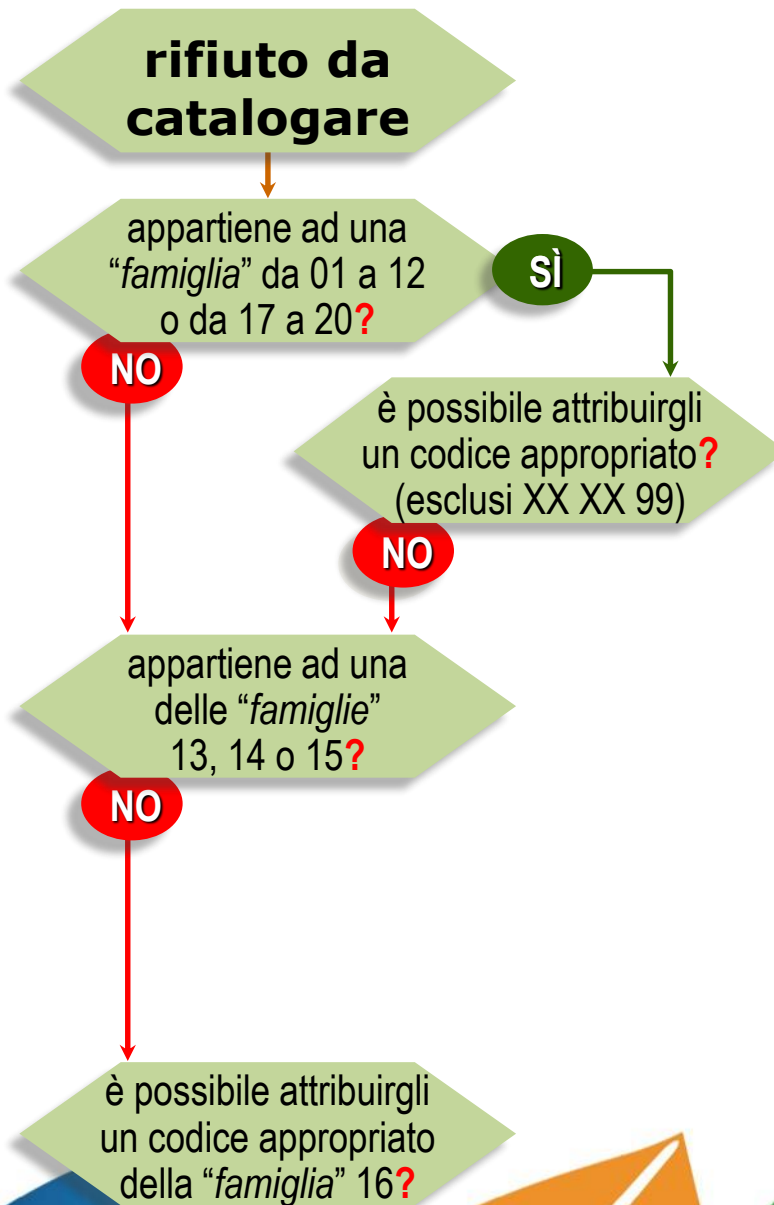 rifiuto da
catalogare
appartiene ad una
“famiglia” da 01 a 12
o da 17 a 20?
SÌ
NO
è possibile attribuirgli
un codice appropriato?
(esclusi XX XX 99)
NO
appartiene ad una
delle “famiglie”
13, 14 o 15?
NO
è possibile attribuirgli
un codice appropriato
della “famiglia” 16?